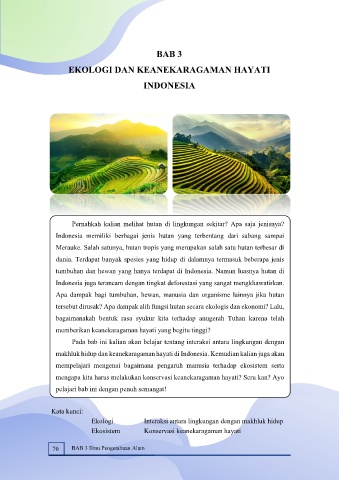 BAB 3
EKOLOGI DAN KEANEKARAGAMAN HAYATI
INDONESIA
Pernahkah kalian melihat hutan di lingkungan sekitar? Apa saja jenisnya?
Indonesia memiliki berbagai jenis hutan yang terbentang dari sabang sampai
Merauke. Salah satunya, hutan tropis yang merupakan salah satu hutan terbesar di
dunia. Terdapat banyak spesies yang hidup di dalamnya termasuk beberapa jenis
tumbuhan dan hewan yang hanya terdapat di Indonesia. Namun luasnya hutan di
Indonesia juga terancam dengan tingkat deforestasi yang sangat mengkhawatirkan.
Apa dampak bagi tumbuhan, hewan, manusia dan organisme lainnya jika hutan
tersebut dirusak? Apa dampak alih fungsi hutan secara ekologis dan ekonomi? Lalu,
bagaimanakah bentuk rasa syukur kita terhadap anugerah Tuhan karena telah
memberikan keanekaragaman hayati yang begitu tinggi?
Pada bab ini kalian akan belajar tentang interaksi antara lingkungan dengan
makhluk hidup dan keanekaragaman hayati di Indonesia. Kemudian kalian juga akan
mempelajari mengenai bagaimana pengaruh manusia terhadap ekosistem serta
mengapa kita harus melakukan konservasi keanekaragaman hayati? Seru kan? Ayo
pelajari bab ini dengan penuh semangat!
Kata kunci:
Ekologi Interaksi antara lingkungan dengan makhluk hidup
Ekosistem Konservasi keanekaragaman hayati
70 BAB 3 Ilmu Pengetahuan Alam